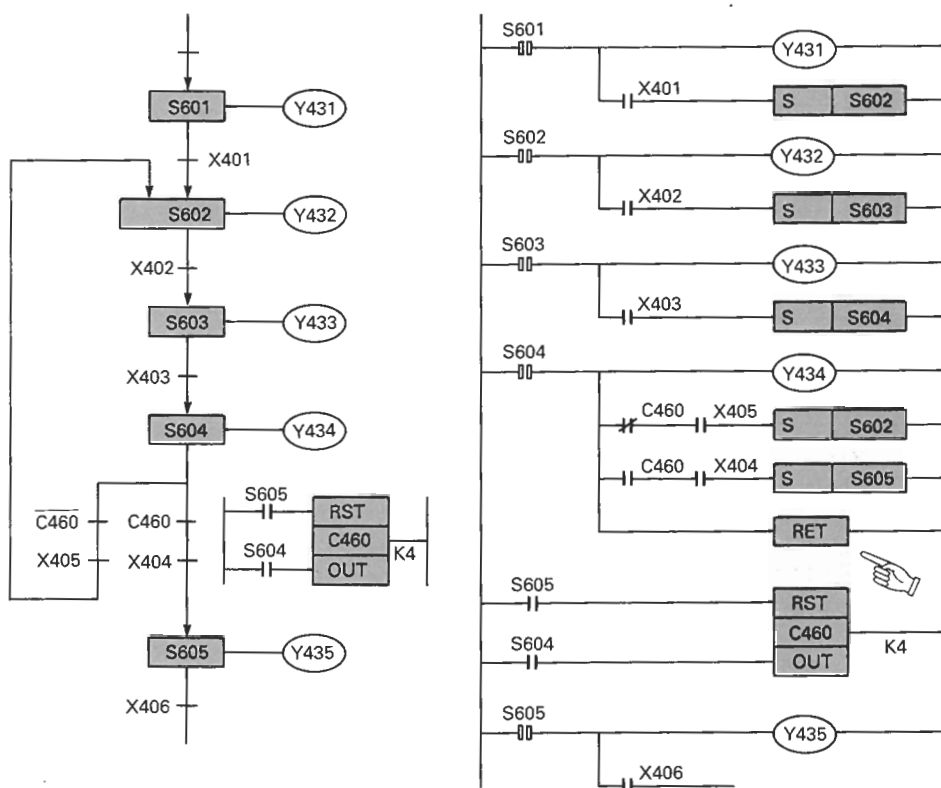 S601
Y431
X401
S602
Y432
X402
S603
Y433
X403
S604
Y434
C460
X405
C460
X404
S605
RST
C460
K4
S604
OUT
S605
Y435
X406
S601
Y431
X401
S S602
S602
Y432
X402
S S603
S603
Y433
X403
S S604
S604
Y434
C460 X405
S S602
C460 X404
S S605
RET
S605
RST
C460
K4
S604
OUT
S605
Y435
X406